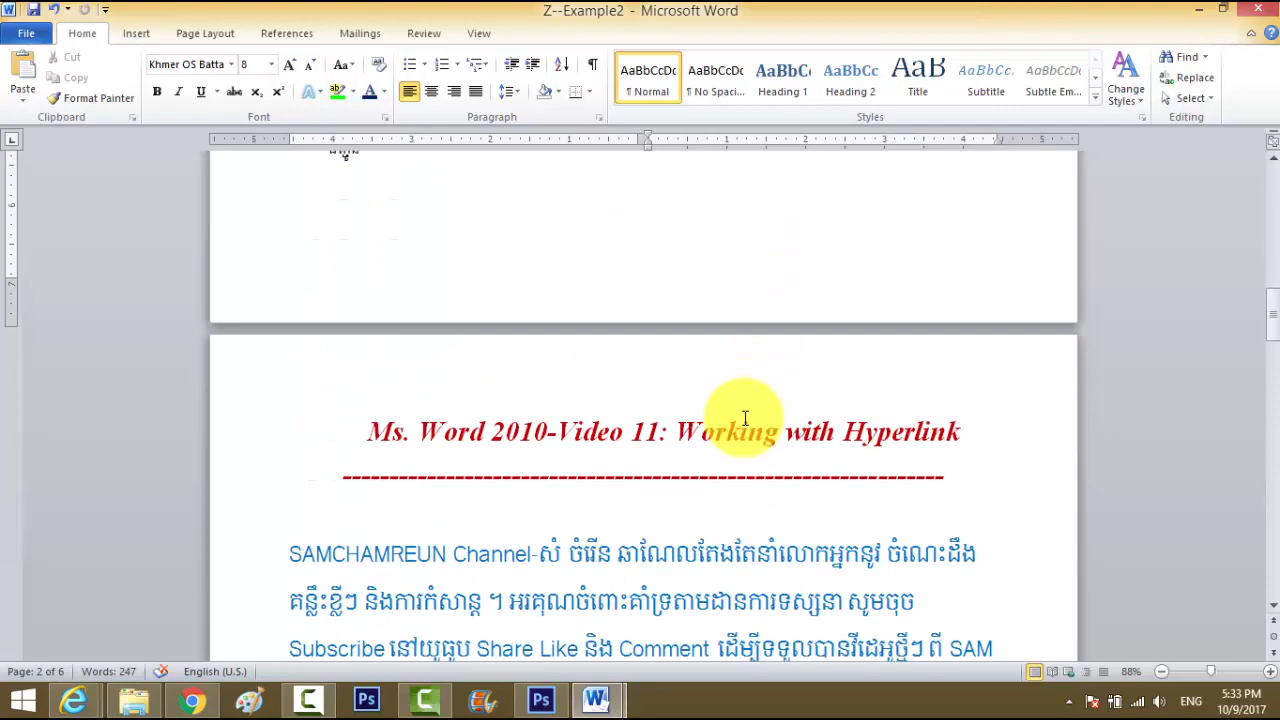 Z--Example2 - Microsoft Word
File Home Insert Page Layout References Mailings Review View
Paste Cut Copy Format Painter Clipboard
Khmer OS Batta 8 Font
Paragraph
AaBbCcDc ¶ Normal AaBbCcDc ¶ No Spaci... AaBbC Heading 1 AaBbCc Heading 2 AaB Title AaBbCc. Subtitle AaBbCcDc Subtle Em... Change Styles Styles
Find Replace Select Editing
Ms. Word 2010-Video 11: Working with Hyperlink
SAMCHAMREUN Channel-សំ ចំរើន ឆាណែលតែងតែនាំលោកអ្នកនូវ ចំណេះដឹង
គន្លឹះខ្លីៗ និងការកំសាន្ត ។ អរគុណចំពោះគាំទ្រតាមដានការទស្សនា សូមចុច
Subscribe នៅយូធូប Share Like និង Comment ដើម្បីទទួលបានវីដេអូថ្មីៗ ពី SAM
Page: 2 of 6 Words: 247 English (U.S.) 88%
ENG 5:33 PM
10/9/2017